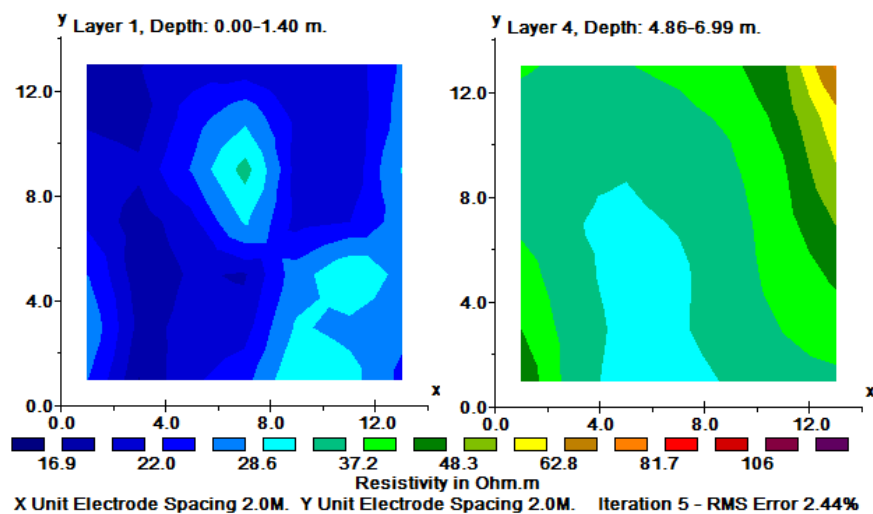 y Layer 1, Depth: 0.00-1.40 m.
y Layer 4, Depth: 4.86-6.99 m.
12.0
8.0
4.0
0.0
x
0.0 4.0 8.0 12.0
12.0
8.0
4.0
0.0
x
0.0 4.0 8.0 12.0
16.9 22.0 28.6 37.2 48.3 62.8 81.7 106
Resistivity in Ohm.m
X Unit Electrode Spacing 2.0M. Y Unit Electrode Spacing 2.0M. Iteration 5 - RMS Error 2.44%